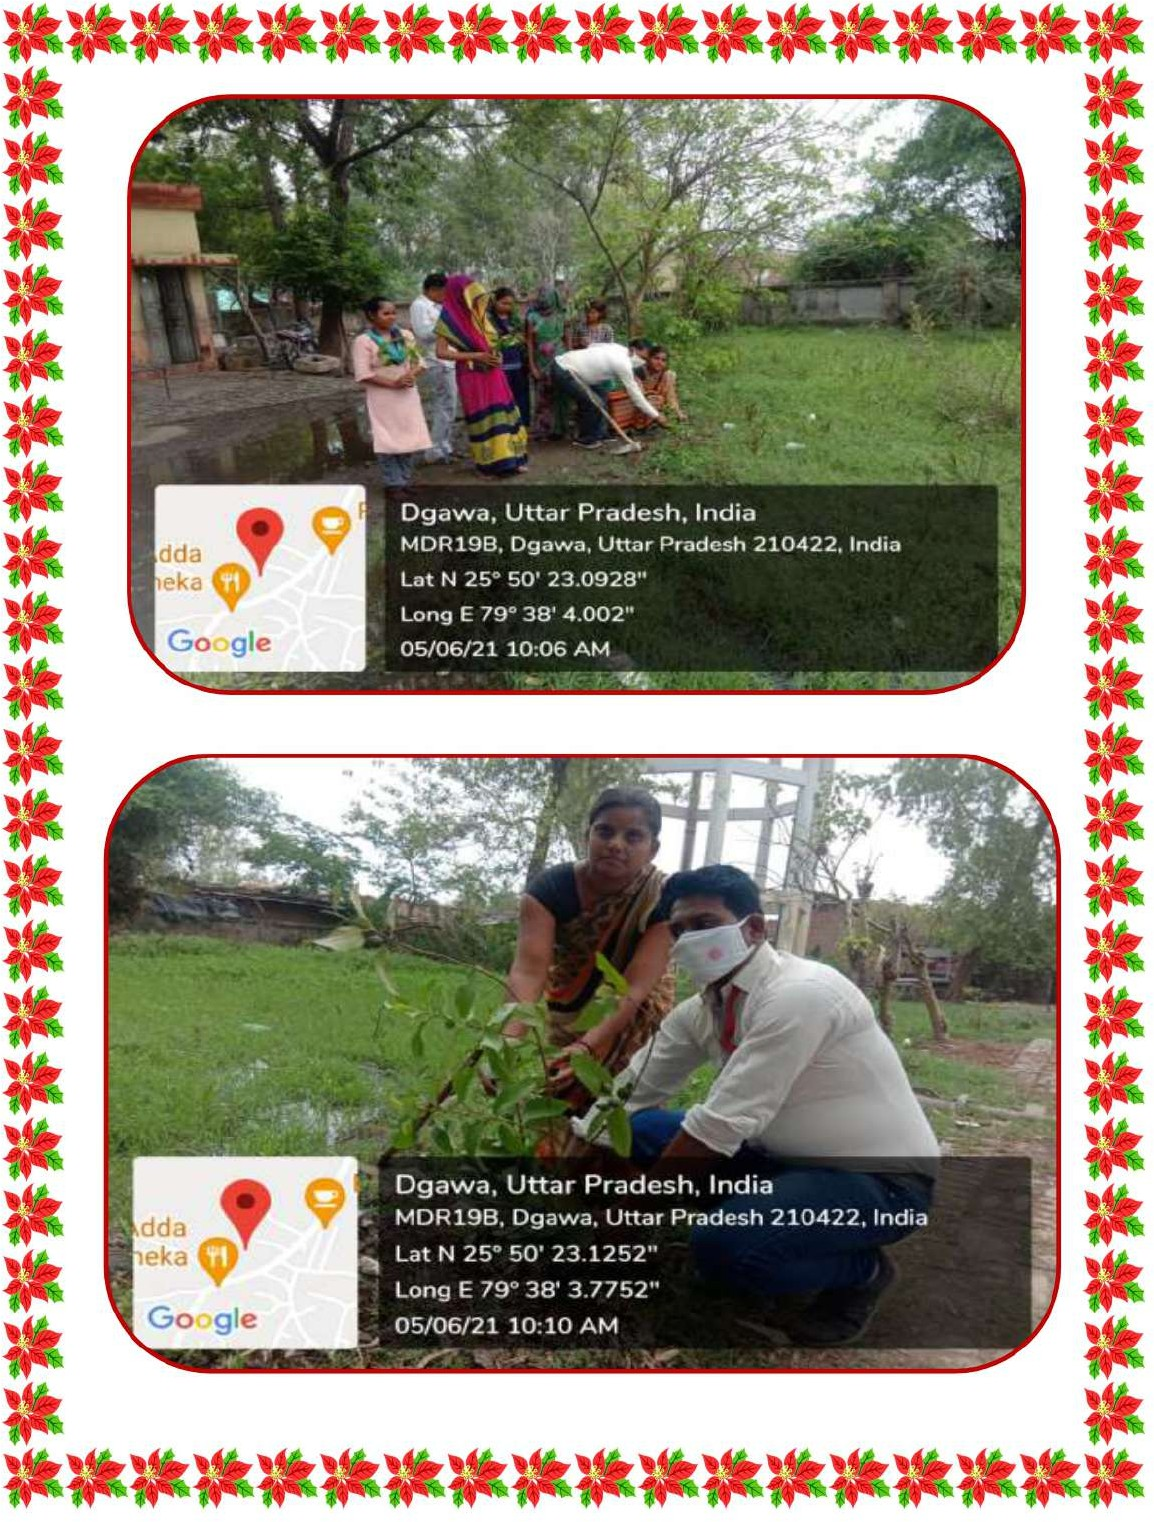 Dgawa, Uttar Pradesh, India
MDR19B, Dgawa, Uttar Pradesh 210422, India
Lat N 25° 50' 23.0928"
Long E 79° 38' 4.002"
05/06/21 10:06 AM
Adda
neka
Google
Dgawa, Uttar Pradesh, India
MDR19B, Dgawa, Uttar Pradesh 210422, India
Lat N 25° 50' 23.1252"
Long E 79° 38' 3.7752"
05/06/21 10:10 AM
Adda
neka
Google